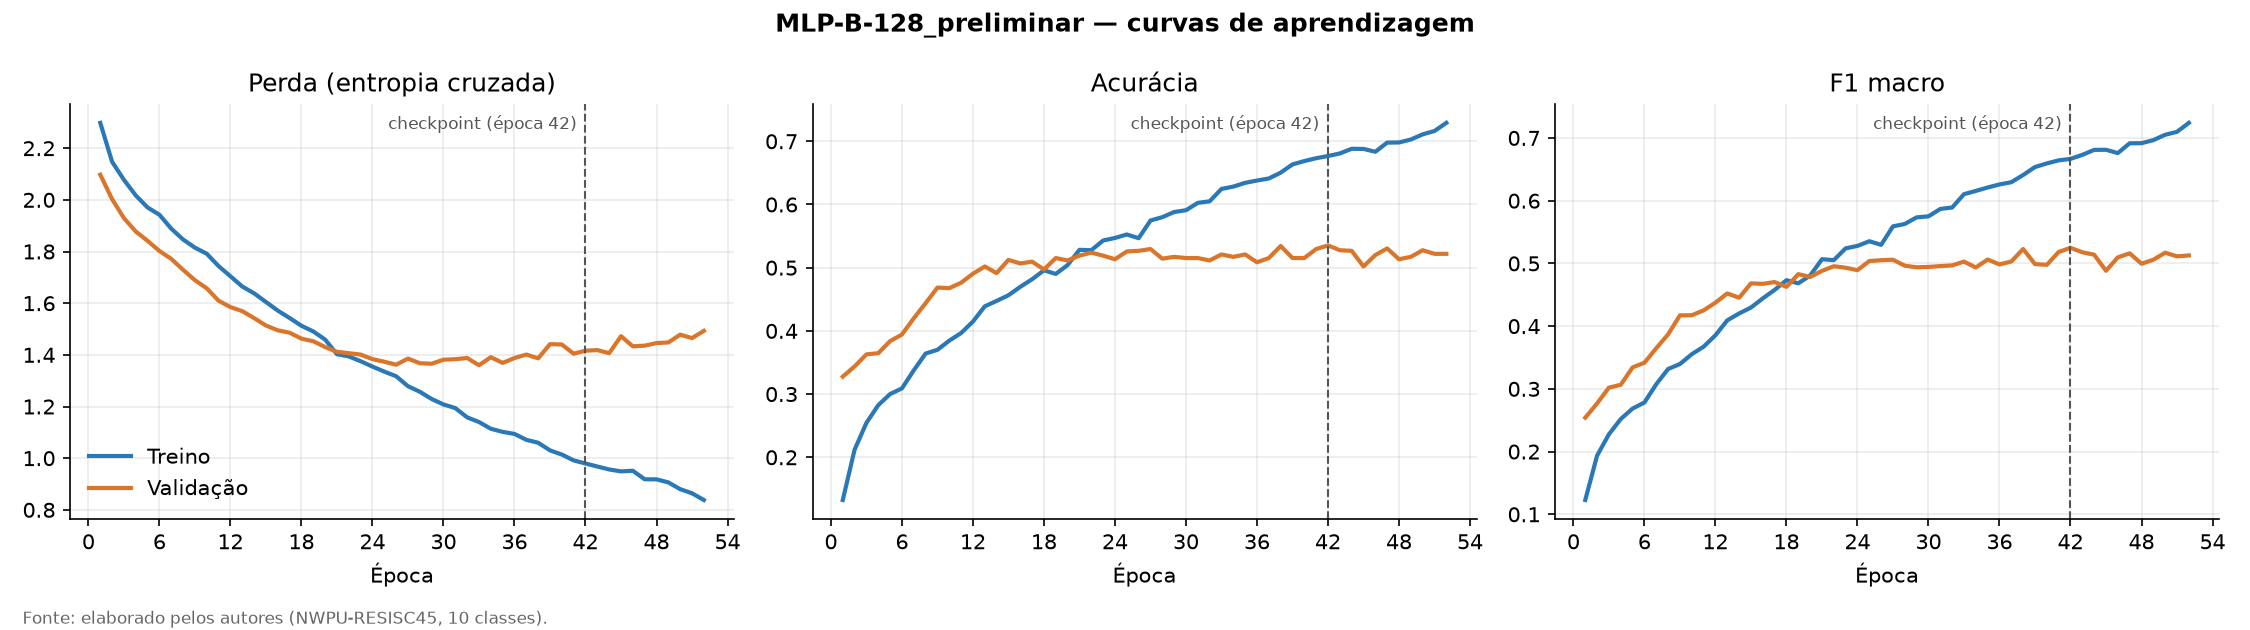 MLP-B-128_preliminar — curvas de aprendizagem
Perda (entropia cruzada)
checkpoint (época 42)
2.2
2.0
1.8
1.6
1.4
1.2
1.0
0.8
Treino
Validação
0 6 12 18 24 30 36 42 48 54
Época
Acurácia
checkpoint (época 42)
0.7
0.6
0.5
0.4
0.3
0.2
0 6 12 18 24 30 36 42 48 54
Época
F1 macro
checkpoint (época 42)
0.7
0.6
0.5
0.4
0.3
0.2
0.1
0 6 12 18 24 30 36 42 48 54
Época
Fonte: elaborado pelos autores (NWPU-RESISC45, 10 classes).